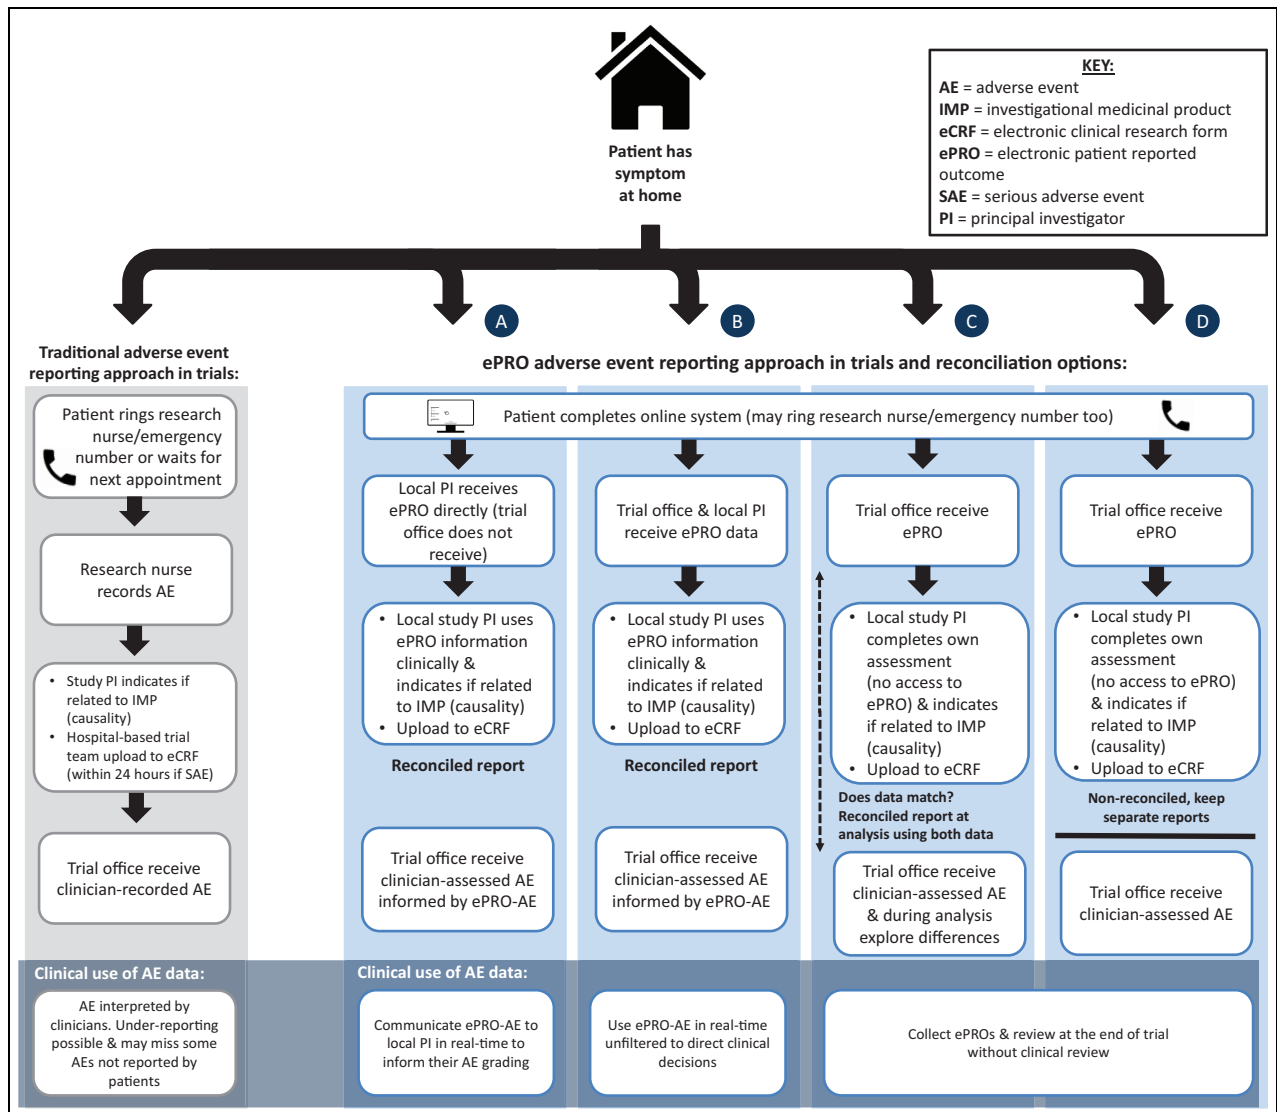 Patient has
symptom
at home
KEY:
AE = adverse event
IMP = investigational medicinal product
eCRF = electronic clinical research form
ePRO = electronic patient reported
outcome
SAE = serious adverse event
PI = principal investigator
A
B
C
D
Traditional adverse event
reporting approach in trials:
ePRO adverse event reporting approach in trials and reconciliation options:
Patient rings research
nurse/emergency
number or waits for
next appointment
Research nurse
records AE
• Study PI indicates if
related to IMP
(causality)
• Hospital-based trial
team upload to eCRF
(within 24 hours if SAE)
Trial office receive
clinician-recorded AE
Patient completes online system (may ring research nurse/emergency number too)
Local PI receives
ePRO directly (trial
office does not
receive)
• Local study PI uses
ePRO information
clinically &
indicates if related
to IMP (causality)
• Upload to eCRF
Reconciled report
Trial office receive
clinician-assessed AE
informed by ePRO-AE
Trial office & local PI
receive ePRO data
• Local study PI uses
ePRO information
clinically &
indicates if related
to IMP (causality)
• Upload to eCRF
Reconciled report
Trial office receive
clinician-assessed AE
informed by ePRO-AE
Trial office receive
ePRO
• Local study PI
completes own
assessment
(no access to
ePRO) & indicates
if related to IMP
(causality)
• Upload to eCRF
Does data match?
Reconciled report at
analysis using both data
Trial office receive
clinician-assessed AE
& during analysis
explore differences
Trial office receive
ePRO
• Local study PI
completes own
assessment
(no access to ePRO)
& indicates if
related to IMP
(causality)
• Upload to eCRF
Non-reconciled, keep
separate reports
Trial office receive
clinician-assessed AE
Clinical use of AE data:
AE interpreted by
clinicians. Under-reporting
possible & may miss some
AEs not reported by
patients
Clinical use of AE data:
Communicate ePRO-AE to
local PI in real-time to
inform their AE grading
Use ePRO-AE in real-time
unfiltered to direct clinical
decisions
Collect ePROs & review at the end of trial
without clinical review